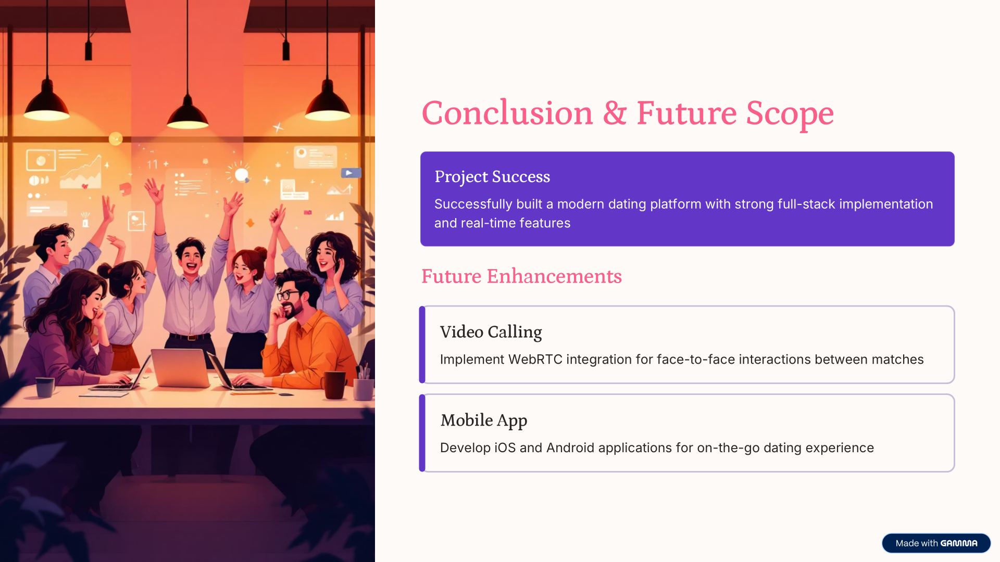 Conclusion & Future Scope
Project Success
Successfully built a modern dating platform with strong full-stack implementation
and real-time features
Future Enhancements
Video Calling
Implement WebRTC integration for face-to-face interactions between matches
Mobile App
Develop iOS and Android applications for on-the-go dating experience
Made with GAMMA
11